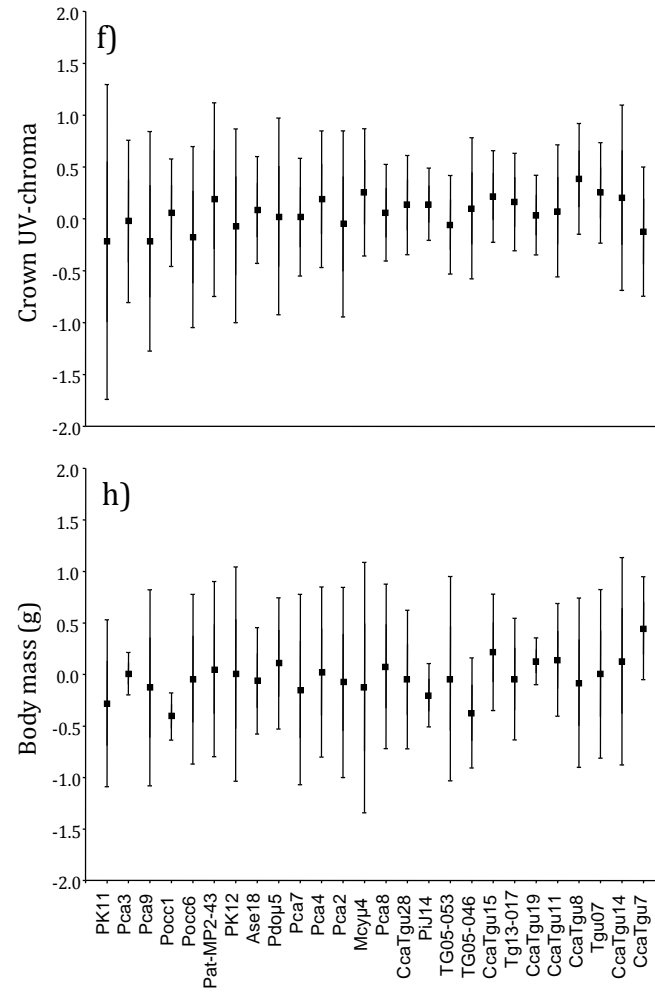 f)
Crown UV-chroma
2.0
1.5
1.0
0.5
0.0
-0.5
-1.0
-1.5
-2.0
h)
Body mass (g)
2.0
1.5
1.0
0.5
0.0
-0.5
-1.0
-1.5
-2.0
PK11
Pca3
Pca9
Pocc1
Pocc6
Pat-MP2-43
PK12
Ase18
Pdoµ5
Pca7
Pca4
Pca2
Mcyµ4
Pca8
CcaTgu28
PiJ14
TG05-053
TG05-046
CcaTgu15
Tg13-017
CcaTgu19
CcaTgu11
CcaTgu8
Tgu07
CcaTgu14
CcaTgu7